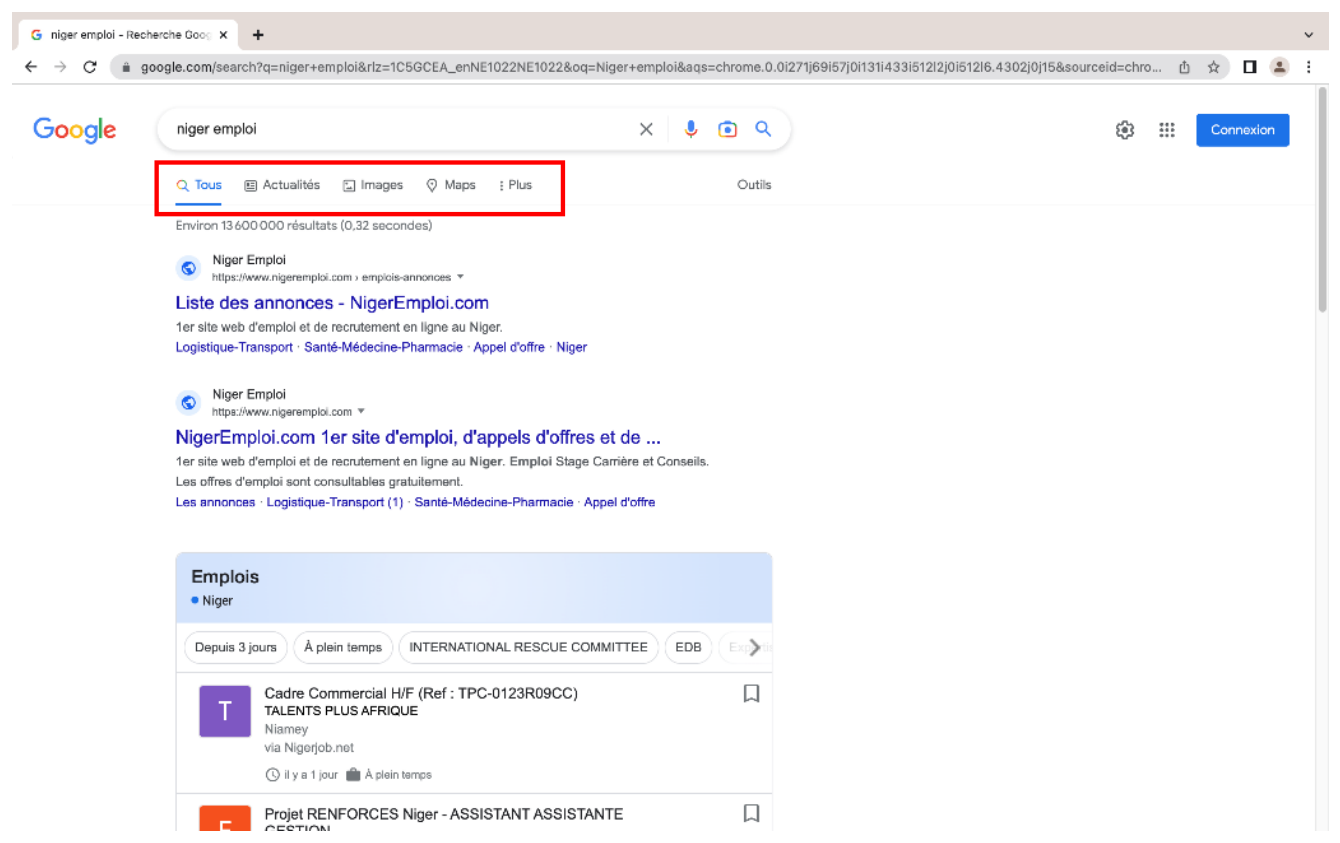 niger emploi - Recherche Goog
google.com/search?q=niger+emploi&rlz=1C5GCEA_enNE1022NE1022&oq=Niger+emploi&aqs=chrome.0.0i271j69i57j0i131i433i512l2j0i512l6.4302j0j15&sourceid=chro...
Google
niger emploi
Connexion
Tous Actualités Images Maps Plus Outils
Environ 13 600 000 résultats (0,32 secondes)
Niger Emploi
https://www.nigeremploi.com › emplois-annonces
Liste des annonces - NigerEmploi.com
1er site web d'emploi et de recrutement en ligne au Niger.
Logistique-Transport · Santé-Médecine-Pharmacie · Appel d'offre · Niger
Niger Emploi
https://www.nigeremploi.com
NigerEmploi.com 1er site d'emploi, d'appels d'offres et de ...
1er site web d'emploi et de recrutement en ligne au Niger. Emploi Stage Carrière et Conseils.
Les offres d'emploi sont consultables gratuitement.
Les annonces · Logistique-Transport (1) · Santé-Médecine-Pharmacie · Appel d'offre
Emplois
Niger
Depuis 3 jours À plein temps INTERNATIONAL RESCUE COMMITTEE EDB
T
Cadre Commercial H/F (Ref : TPC-0123R09CC)
TALENTS PLUS AFRIQUE
Niamey
via Nigerjob.net
il y a 1 jour À plein temps
Projet RENFORCES Niger - ASSISTANT ASSISTANTE
GESTION